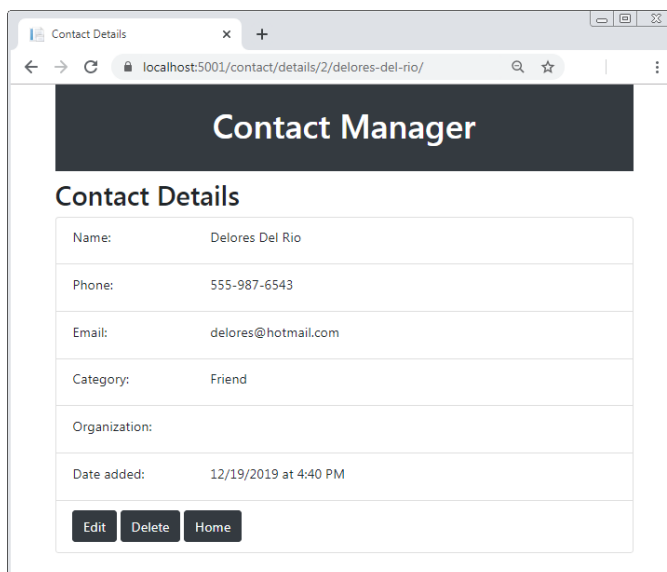 Contact Details
localhost:5001/contact/details/2/delores-del-rio/
Contact Manager
Contact Details
Name: Delores Del Rio
Phone: 555-987-6543
Email: delores@hotmail.com
Category: Friend
Organization:
Date added: 12/19/2019 at 4:40 PM
Edit Delete Home